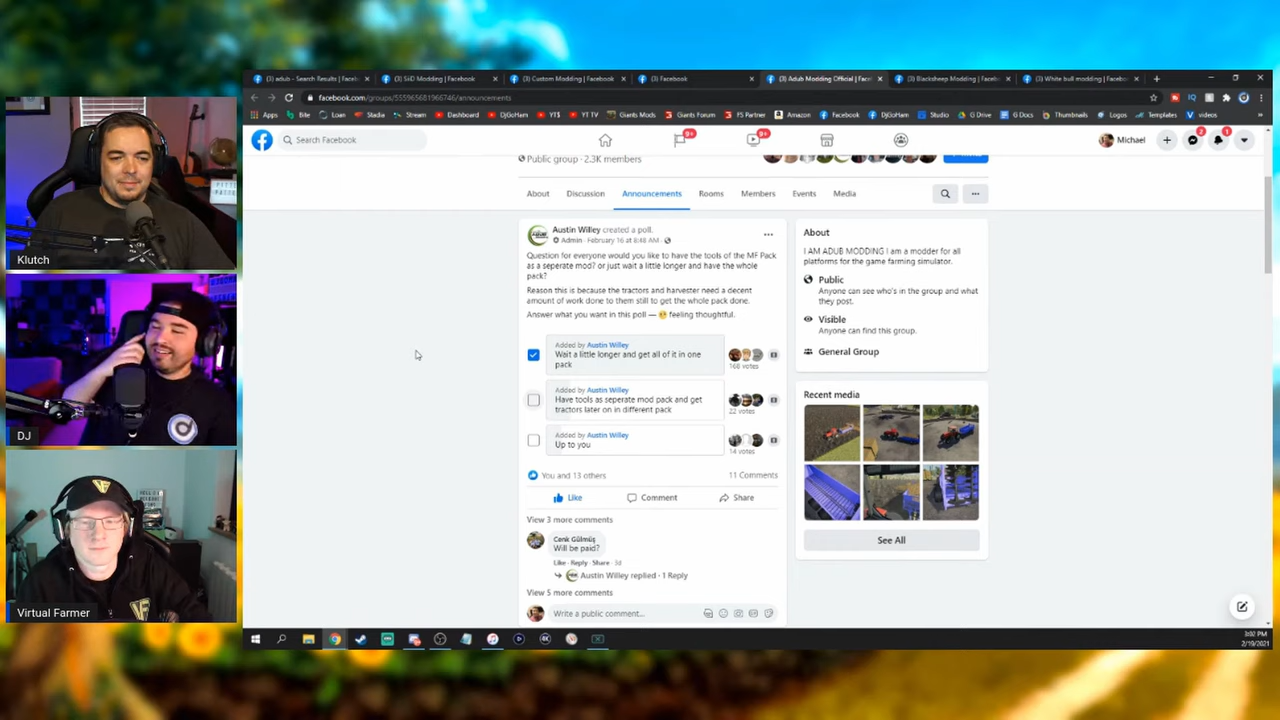 (3) adub - Search Results | Facel
(3) SiiD Modding | Facebook
(3) Custom Modding | Facebook
(3) Facebook
(3) Adub Modding Official | Face
(3) Blacksheep Modding | Facebo
(3) White bull modding | Facebo
facebook.com/groups/555965681966746/announcements
Apps
Bite
Loan
Stadia
Stream
Dashboard
DjGoHam
YTS
YT TV
Giants Mods
Giants Forum
FS Partner
Amazon
Facebook
DjGoHam
Studio
G Drive
G Docs
Thumbnails
Logos
Templates
videos
Search Facebook
9+
9+
Michael
2
1
Public group · 2.3K members
About
Discussion
Announcements
Rooms
Members
Events
Media
Austin Willey created a poll.
Admin · February 16 at 8:48 AM ·
Question for everyone would you like to have the tools of the MF Pack
as a seperate mod? or just wait a little longer and have the whole
pack?
Reason this is because the tractors and harvester need a decent
amount of work done to them still to get the whole pack done.
Answer what you want in this poll — feeling thoughtful.
Added by Austin Willey
Wait a little longer and get all of it in one
pack
168 votes
Added by Austin Willey
Have tools as seperate mod pack and get
tractors later on in different pack
22 votes
Added by Austin Willey
Up to you
14 votes
You and 13 others
11 Comments
Like
Comment
Share
View 3 more comments
Cenk Gülmüş
Will be paid?
Like · Reply · Share · 3d
Austin Willey replied · 1 Reply
View 5 more comments
Write a public comment...
About
I AM ADUB MODDING I am a modder for all
platforms for the game farming simulator.
Public
Anyone can see who's in the group and what
they post.
Visible
Anyone can find this group.
General Group
Recent media
See All
3:02 PM
2/19/2021
Klutch
DJ
Virtual Farmer
VF